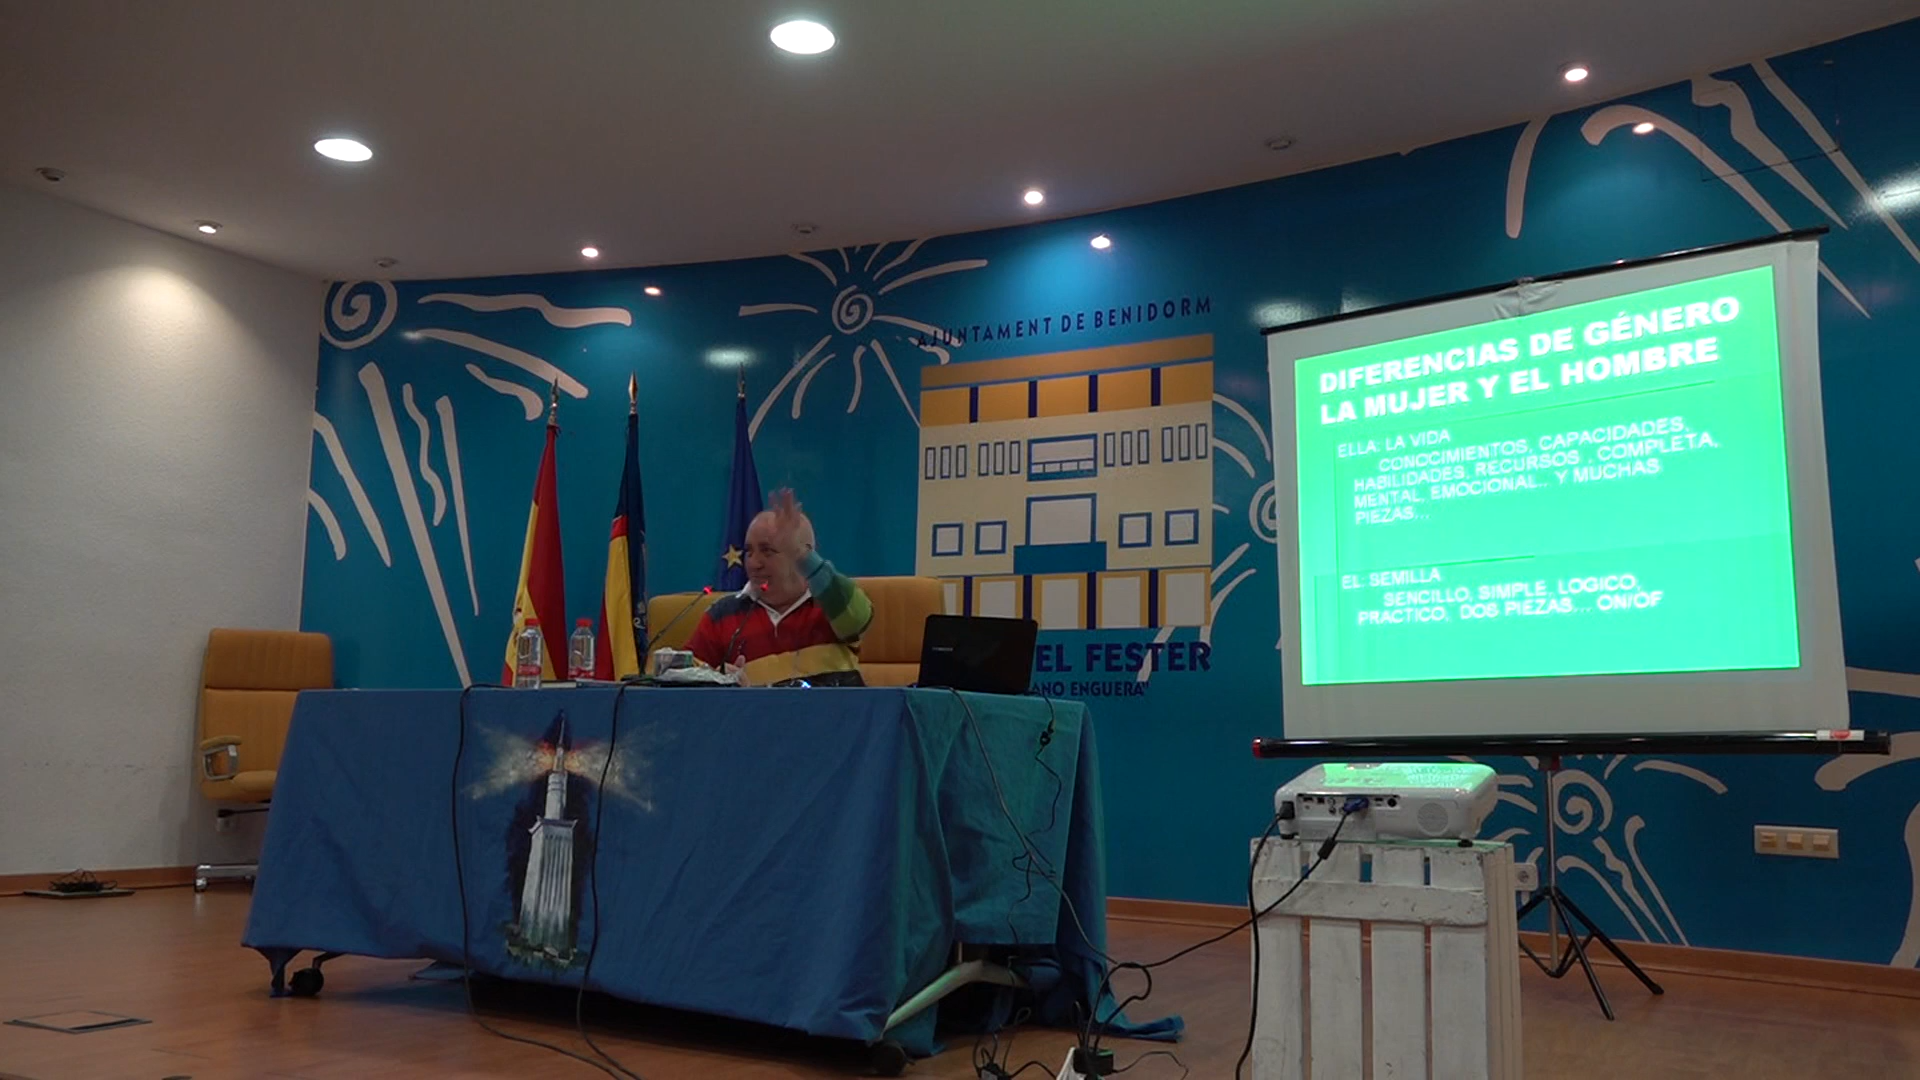 AJUNTAMENT DE BENIDORM
EL FESTER
ANO ENGUERA"
DIFERENCIAS DE GÉNERO
LA MUJER Y EL HOMBRE
ELLA: LA VIDA
CONOCIMIENTOS, CAPACIDADES,
HABILIDADES, RECURSOS , COMPLETA,
MENTAL, EMOCIONAL... Y MUCHAS
PIEZAS...
EL: SEMILLA
SENCILLO, SIMPLE, LOGICO,
PRACTICO, DOS PIEZAS... ON/OF